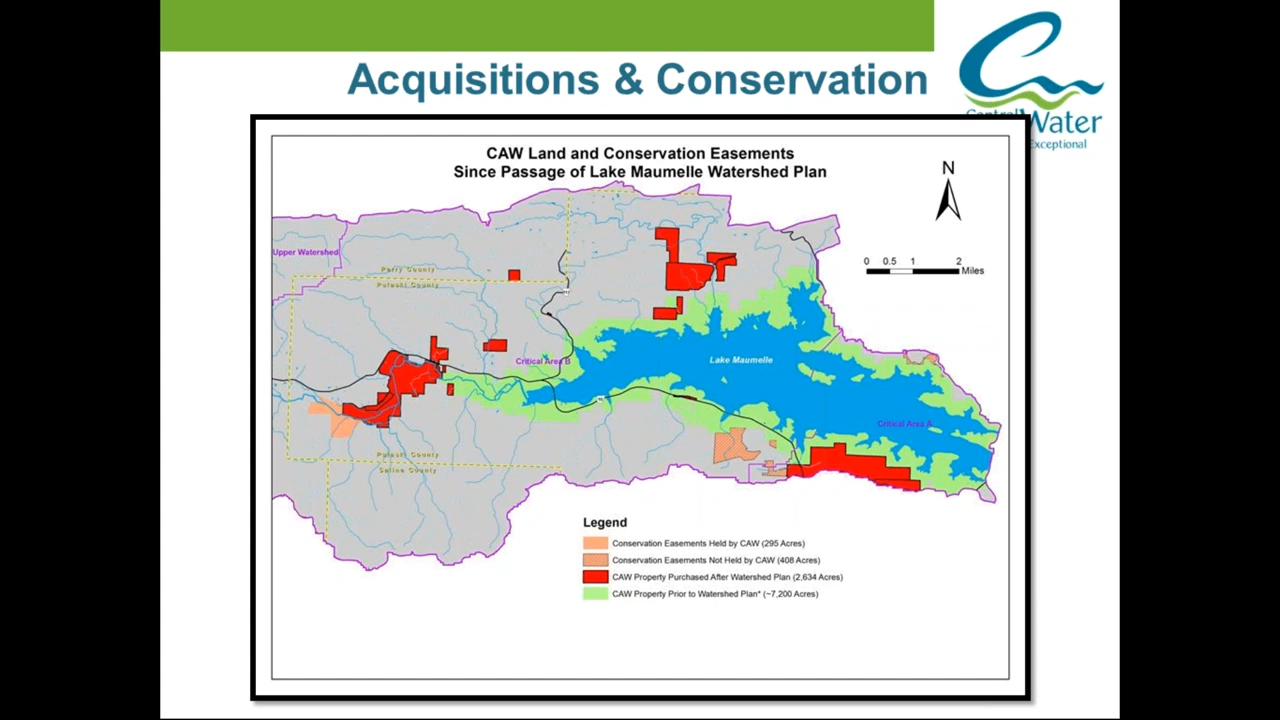 Acquisitions & Conservation
Central
Water
Exceptional
CAW Land and Conservation Easements
Since Passage of Lake Maumelle Watershed Plan
N
0 0.5 1 2
Miles
Upper Watershed
Perry County
Pulaski County
Critical Area B
Lake Maumelle
Critical Area A
Pulaski County
Saline County
Legend
Conservation Easements Held by CAW (295 Acres)
Conservation Easements Not Held by CAW (408 Acres)
CAW Property Purchased After Watershed Plan (2,634 Acres)
CAW Property Prior to Watershed Plan* (~7,200 Acres)